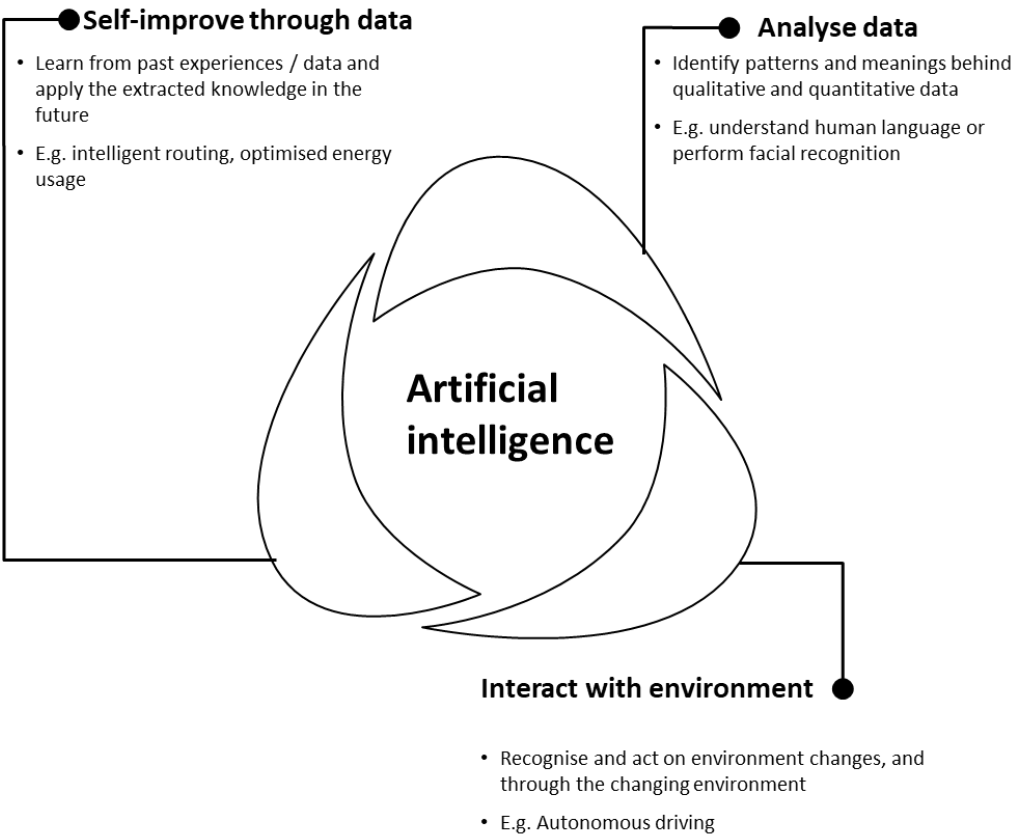 Self-improve through data
• Learn from past experiences / data and
apply the extracted knowledge in the
future
• E.g. intelligent routing, optimised energy
usage
Analyse data
• Identify patterns and meanings behind
qualitative and quantitative data
• E.g. understand human language or
perform facial recognition
Artificial
intelligence
Interact with environment
• Recognise and act on environment changes, and
through the changing environment
• E.g. Autonomous driving